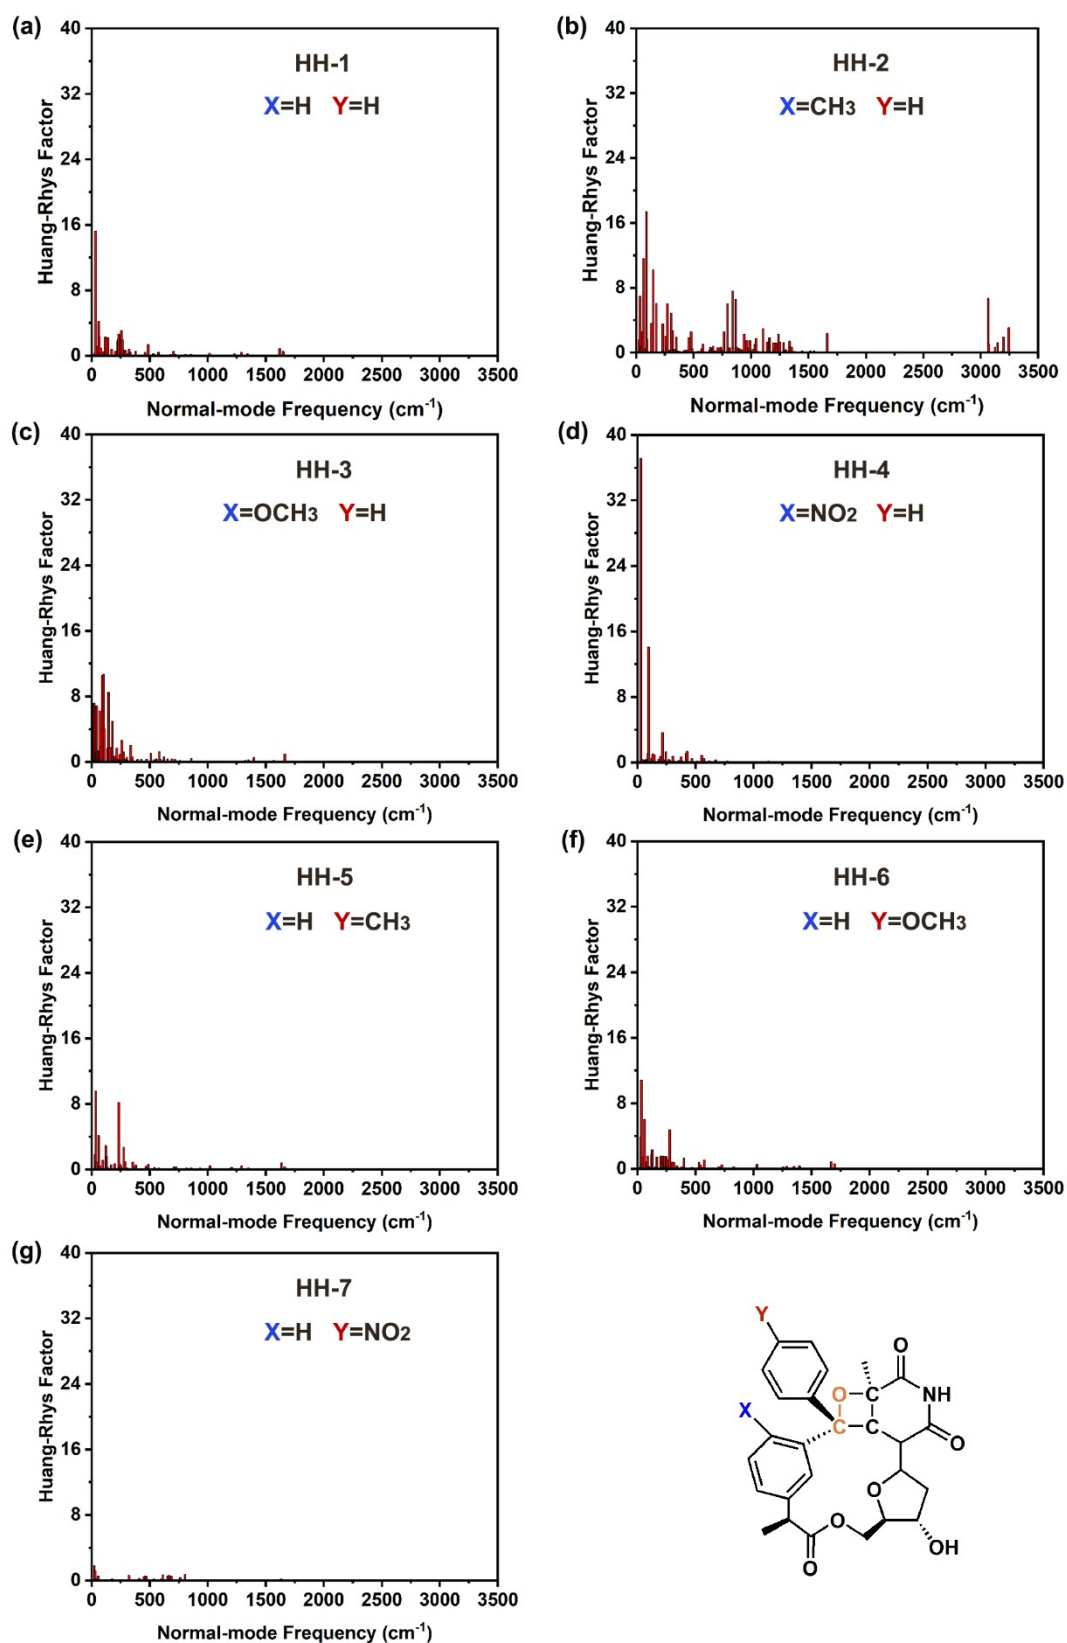 (a)
HH-1
X=H Y=H
Huang-Rhys Factor
40
32
24
16
8
0
0 500 1000 1500 2000 2500 3000 3500
Normal-mode Frequency (cm-1)
(b)
HH-2
X=CH3 Y=H
Huang-Rhys Factor
40
32
24
16
8
0
0 500 1000 1500 2000 2500 3000 3500
Normal-mode Frequency (cm-1)
(c)
HH-3
X=OCH3 Y=H
Huang-Rhys Factor
40
32
24
16
8
0
0 500 1000 1500 2000 2500 3000 3500
Normal-mode Frequency (cm-1)
(d)
HH-4
X=NO2 Y=H
Huang-Rhys Factor
40
32
24
16
8
0
0 500 1000 1500 2000 2500 3000 3500
Normal-mode Frequency (cm-1)
(e)
HH-5
X=H Y=CH3
Huang-Rhys Factor
40
32
24
16
8
0
0 500 1000 1500 2000 2500 3000 3500
Normal-mode Frequency (cm-1)
(f)
HH-6
X=H Y=OCH3
Huang-Rhys Factor
40
32
24
16
8
0
0 500 1000 1500 2000 2500 3000 3500
Normal-mode Frequency (cm-1)
(g)
HH-7
X=H Y=NO2
Huang-Rhys Factor
40
32
24
16
8
0
0 500 1000 1500 2000 2500 3000 3500
Normal-mode Frequency (cm-1)
Y
O
O C NH
X
C C O
O
O
O
OH